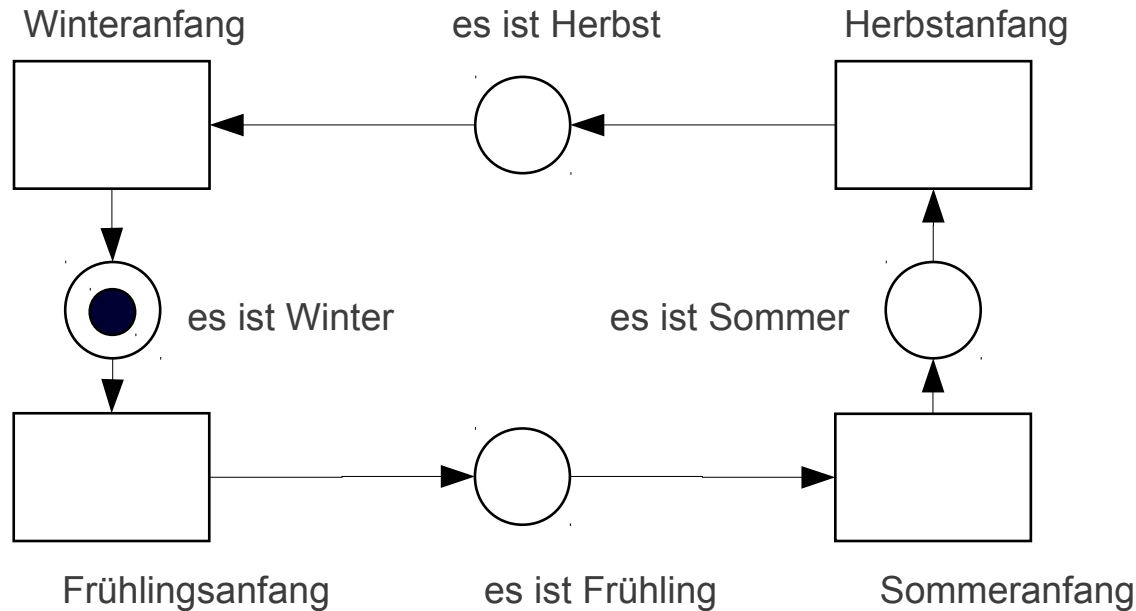 Winteranfang
es ist Herbst
Herbstanfang
es ist Winter
es ist Sommer
Frühlingsanfang
es ist Frühling
Sommeranfang